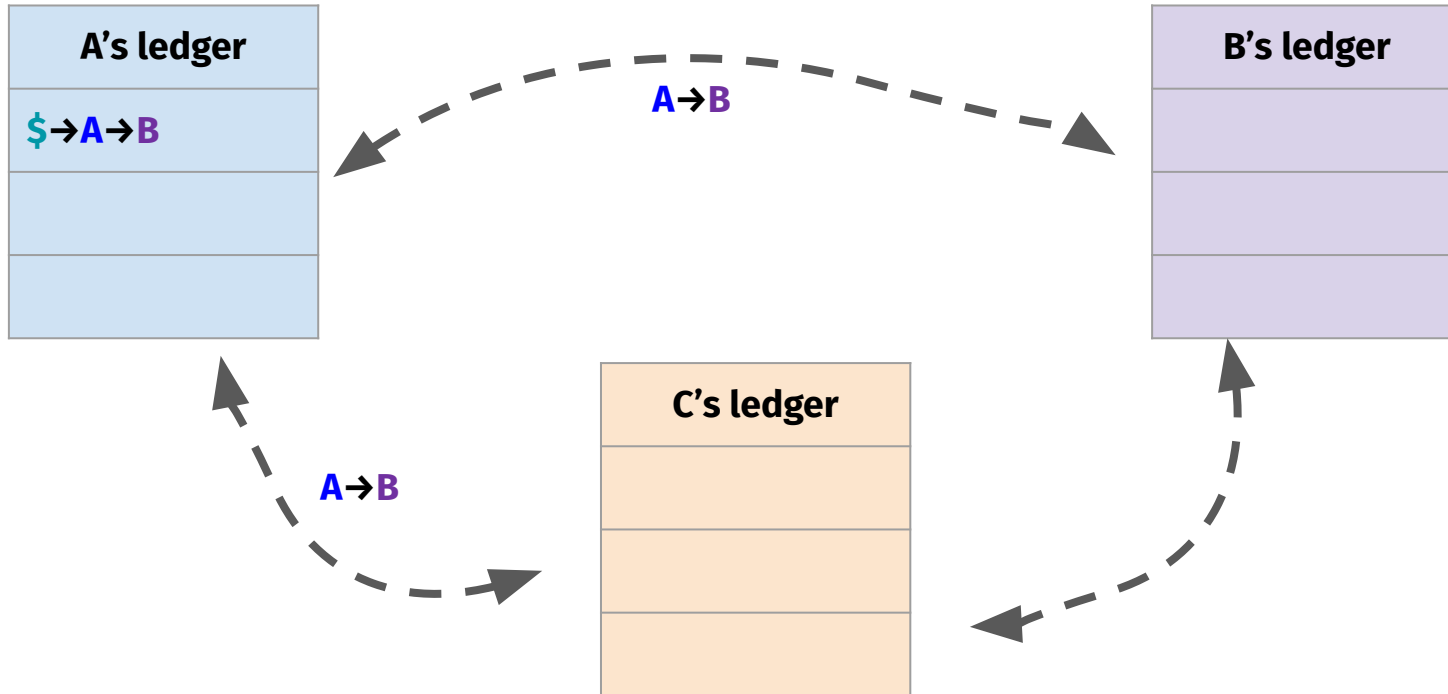 A’s ledger
$→A→B
A→B
B’s ledger
C’s ledger
A→B